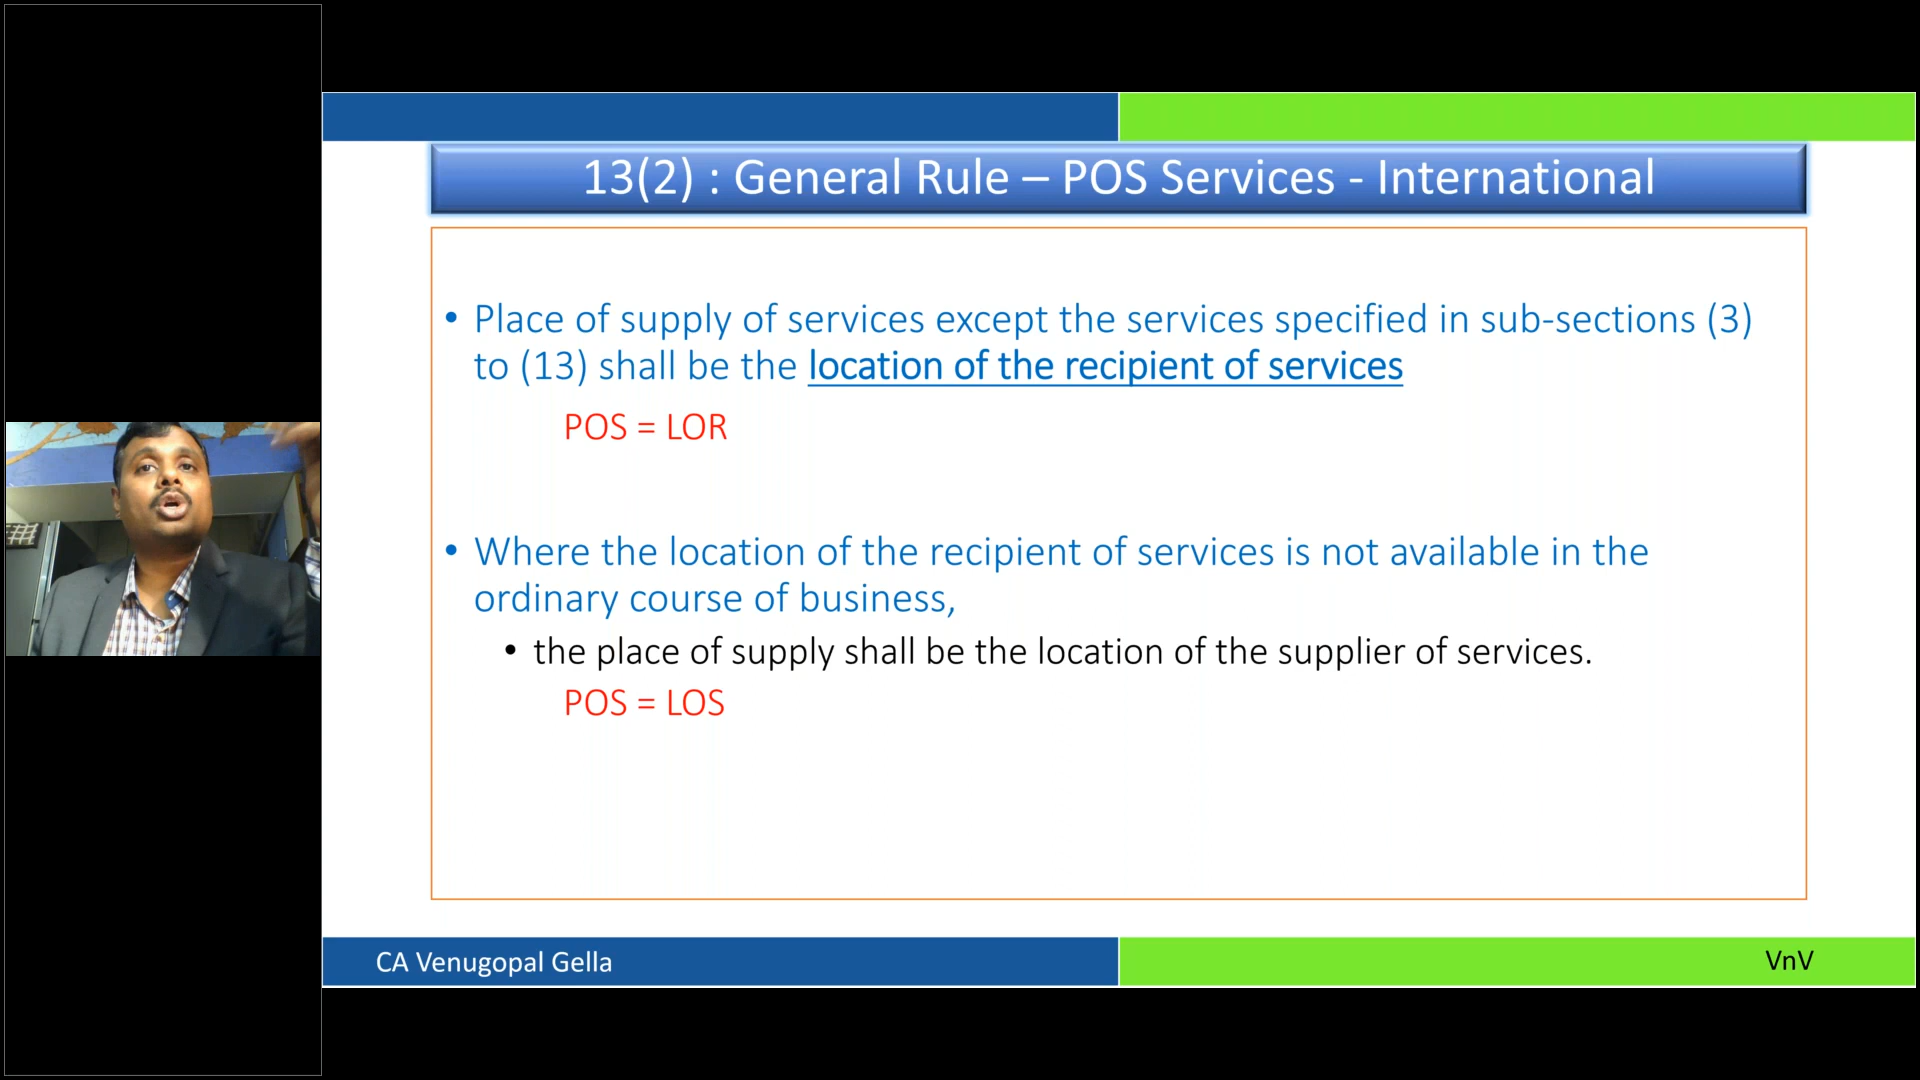 13(2) : General Rule – POS Services - International
• Place of supply of services except the services specified in sub-sections (3)
to (13) shall be the location of the recipient of services
POS = LOR
• Where the location of the recipient of services is not available in the
ordinary course of business,
• the place of supply shall be the location of the supplier of services.
POS = LOS
CA Venugopal Gella
VnV